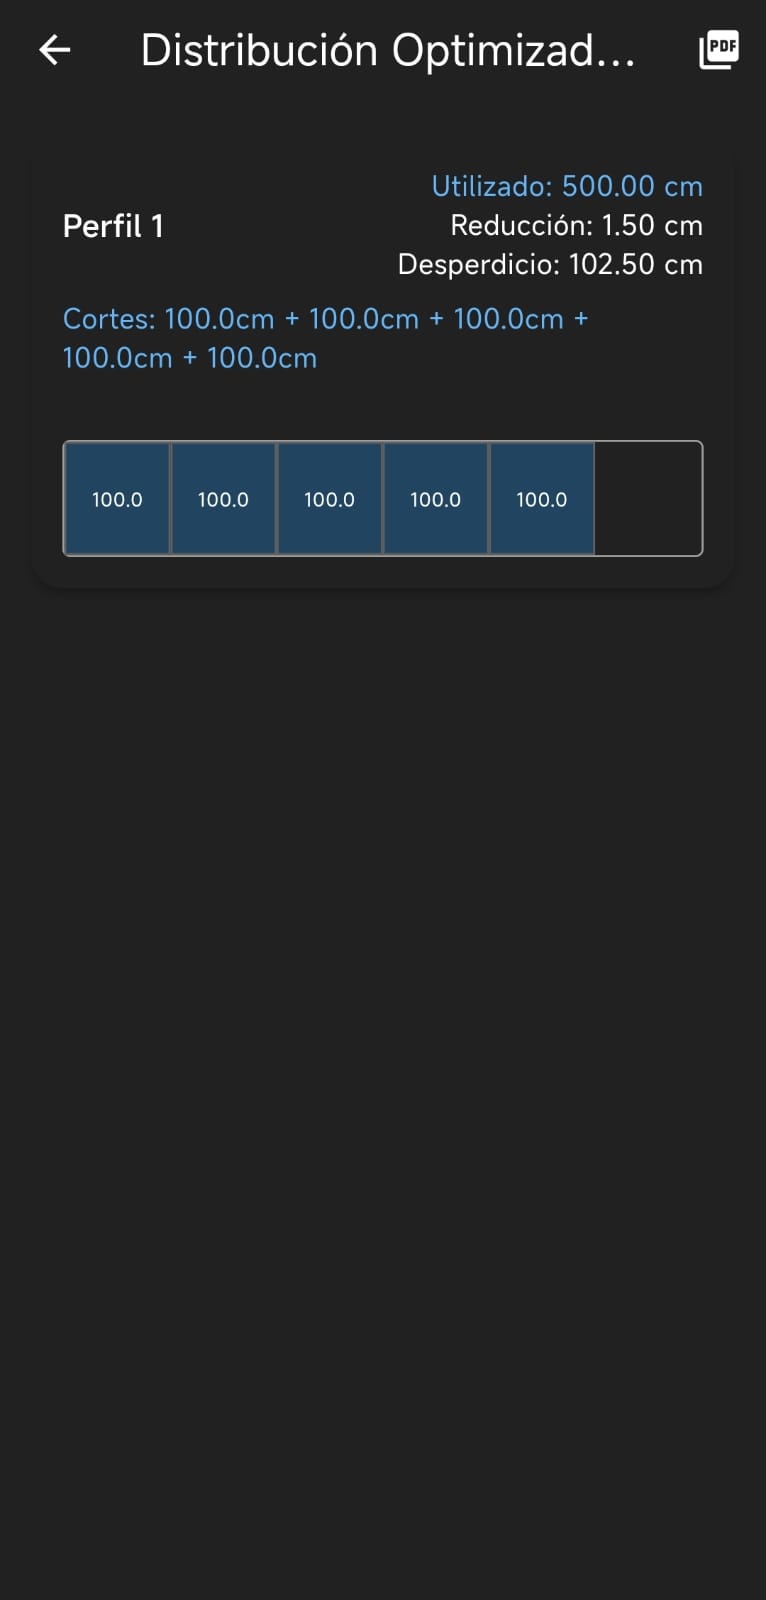 Distribución Optimizad...
PDF
Utilizado: 500.00 cm
Perfil 1
Reducción: 1.50 cm
Desperdicio: 102.50 cm
Cortes: 100.0cm + 100.0cm + 100.0cm +
100.0cm + 100.0cm
100.0 100.0 100.0 100.0 100.0